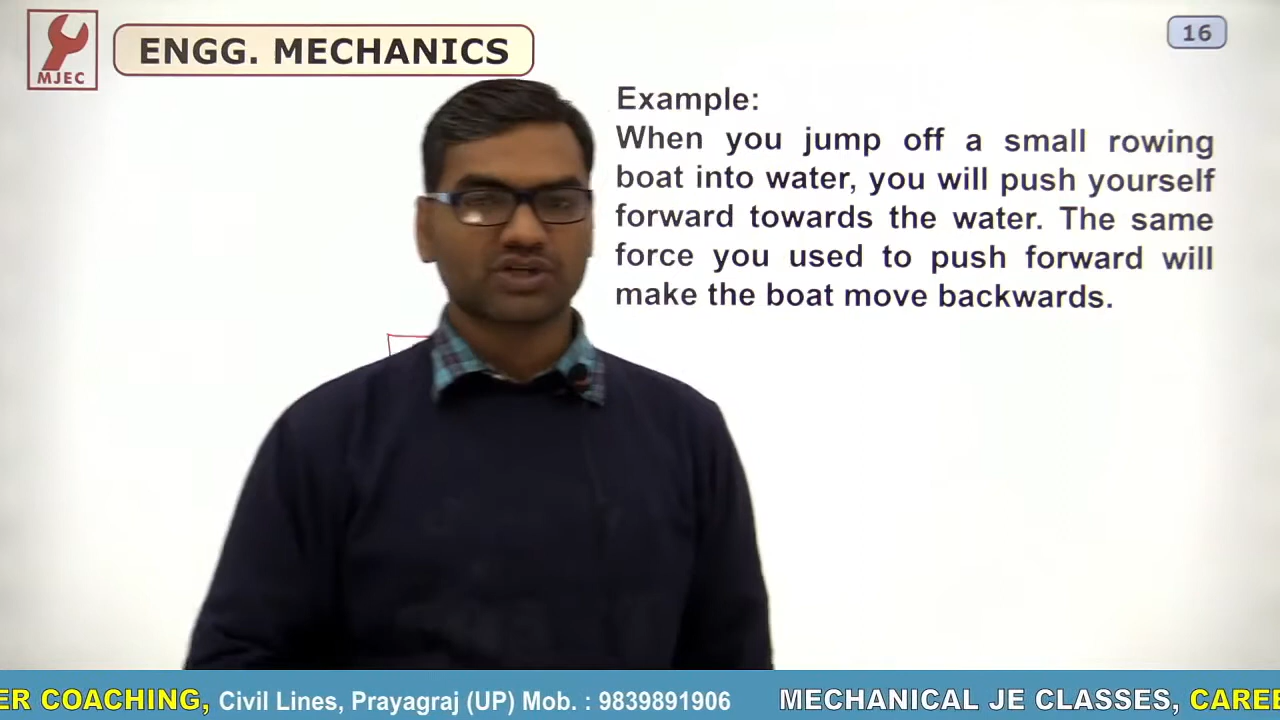 MJEC
ENGG. MECHANICS
16
Example:
When you jump off a small rowing
boat into water, you will push yourself
forward towards the water. The same
force you used to push forward will
make the boat move backwards.
ER COACHING, Civil Lines, Prayagraj (UP) Mob. : 9839891906 MECHANICAL JE CLASSES, CAREE